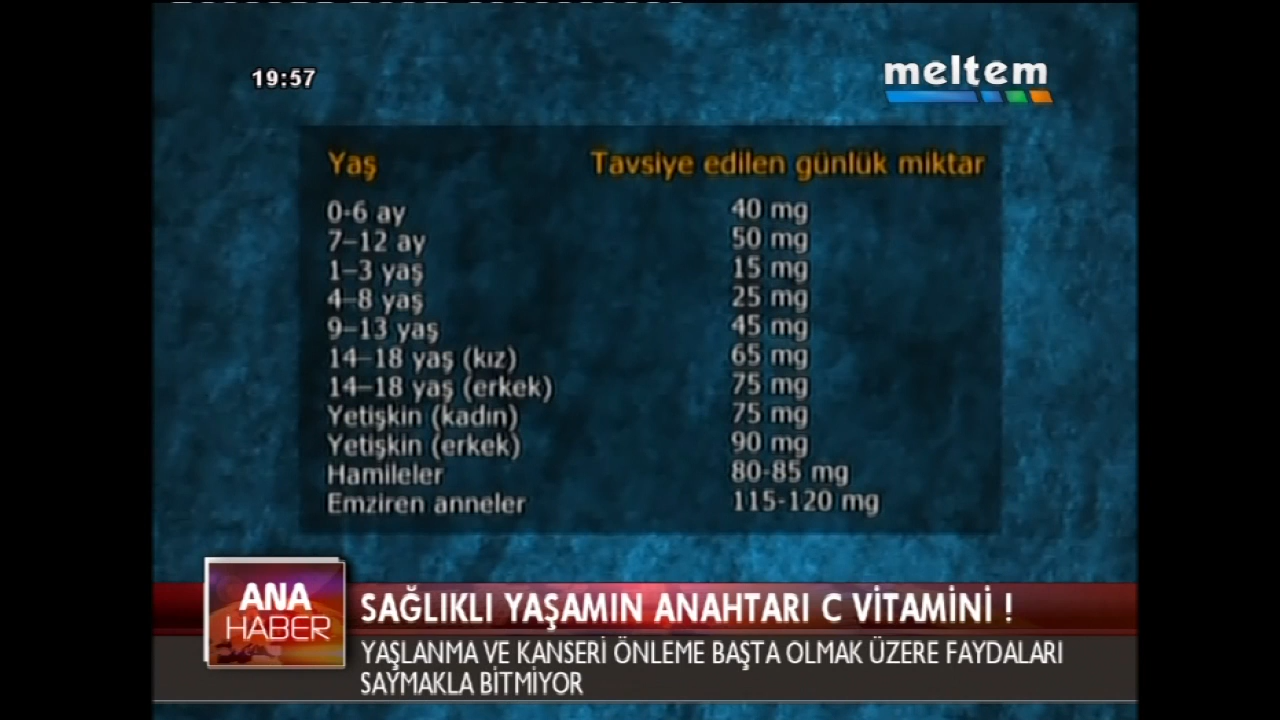 19:57
meltem
Yaş Tavsiye edilen günlük miktar
0-6 ay 40 mg
7–12 ay 50 mg
1–3 yaş 15 mg
4–8 yaş 25 mg
9–13 yaş 45 mg
14–18 yaş (kız) 65 mg
14–18 yaş (erkek) 75 mg
Yetişkin (kadın) 75 mg
Yetişkin (erkek) 90 mg
Hamileler 80-85 mg
Emziren anneler 115-120 mg
ANA
HABER
SAĞLIKLI YAŞAMIN ANAHTARI C VİTAMİNİ !
YAŞLANMA VE KANSERİ ÖNLEME BAŞTA OLMAK ÜZERE FAYDALARI
SAYMAKLA BİTMİYOR